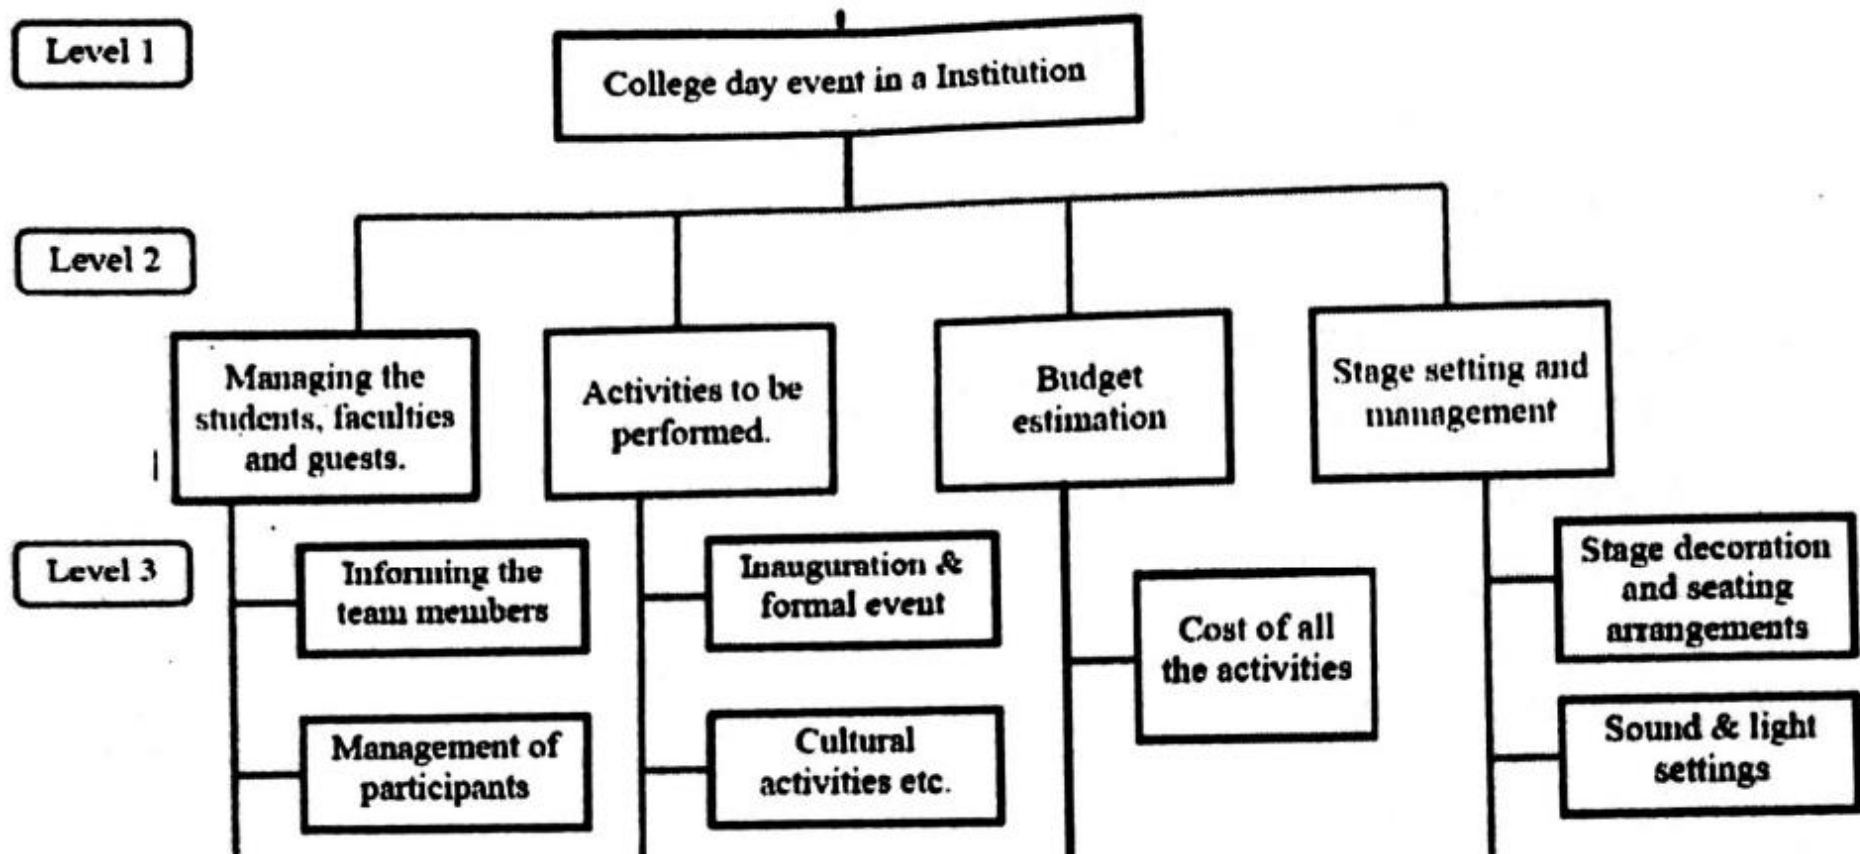 Level 1
College day event in a Institution
Level 2
Managing the
students, faculties
and guests.
Activities to be
performed.
Budget
estimation
Stage setting and
management
Level 3
Informing the
team members
Inauguration &
formal event
Cost of all
the activities
Stage decoration
and seating
arrangements
Management of
participants
Cultural
activities etc.
Sound & light
settings